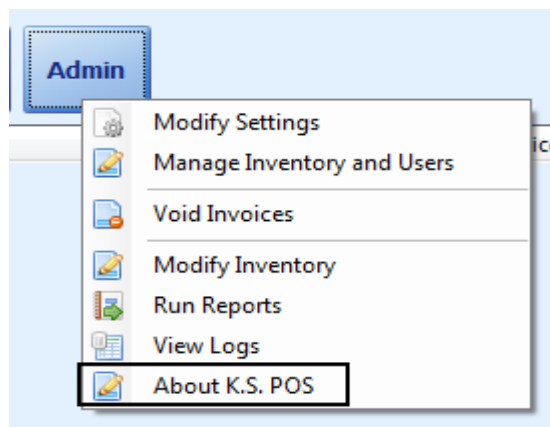 Admin
Modify Settings
Manage Inventory and Users
Void Invoices
Modify Inventory
Run Reports
View Logs
About K.S. POS